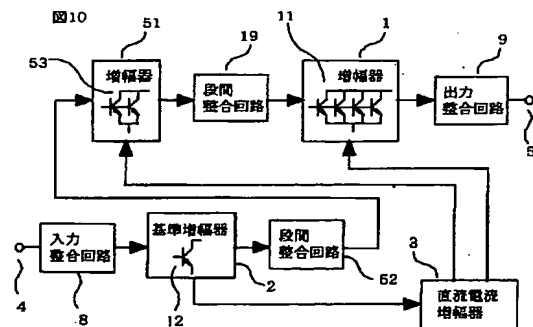 図10
51
19
1
9
53
増幅器
段間
整合回路
11
増幅器
出力
整合回路
5
入力
整合回路
基準増幅器
段間
整合回路
3
直流電流
増幅器
4
8
12
2
52